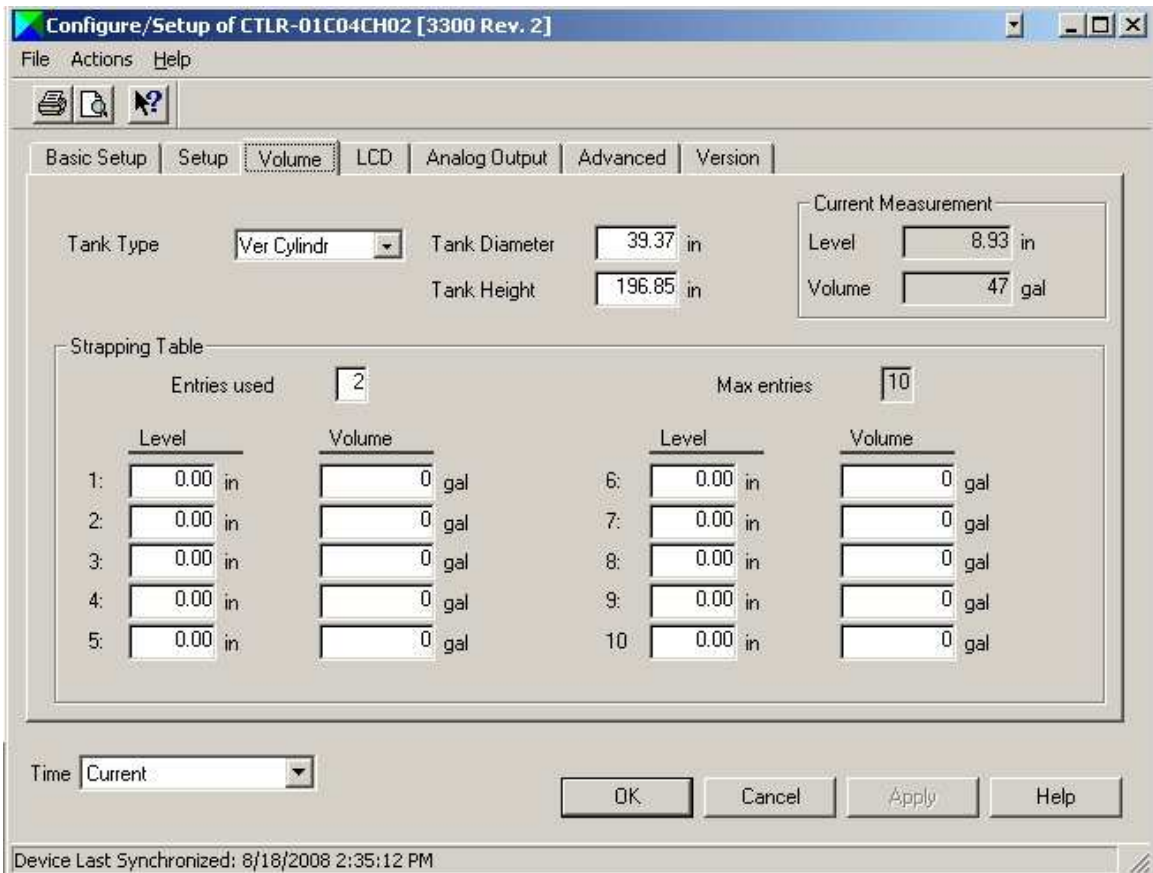 Configure/Setup of CTLR-01C04CH02 [3300 Rev. 2]
File Actions Help
Basic Setup Setup Volume LCD Analog Output Advanced Version
Current Measurement
Tank Type Ver Cylindr Tank Diameter 39.37 in Level 8.93 in
Tank Height 196.85 in Volume 47 gal
Strapping Table
Entries used 2 Max entries 10
Level Volume Level Volume
1: 0.00 in 0 gal 6: 0.00 in 0 gal
2: 0.00 in 0 gal 7: 0.00 in 0 gal
3: 0.00 in 0 gal 8: 0.00 in 0 gal
4: 0.00 in 0 gal 9: 0.00 in 0 gal
5: 0.00 in 0 gal 10 0.00 in 0 gal
Time Current
OK Cancel Apply Help
Device Last Synchronized: 8/18/2008 2:35:12 PM